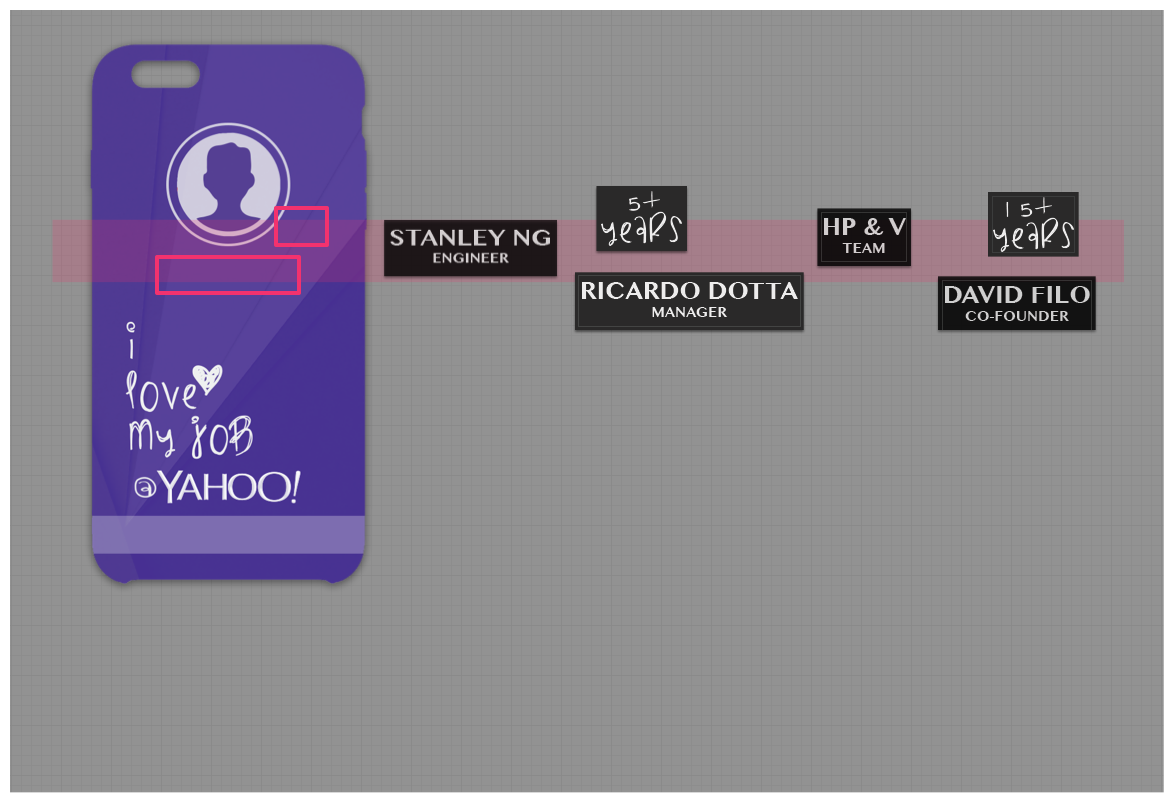 i
love
my joB
@YAHOO!
STANLEY NG
ENGINEER
5+
yeaRS
RICARDO DOTTA
MANAGER
HP & V
TEAM
15+
yeaRS
DAVID FILO
CO-FOUNDER